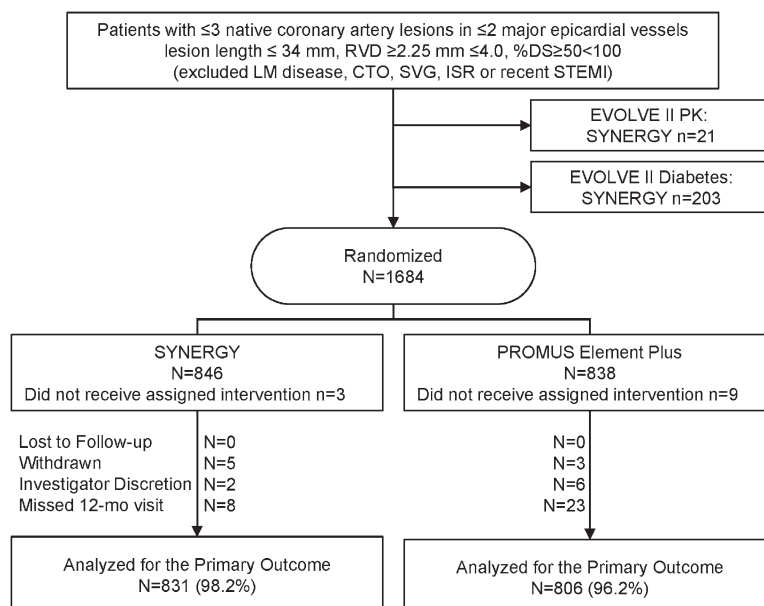 Patients with ≤3 native coronary artery lesions in ≤2 major epicardial vessels
lesion length ≤ 34 mm, RVD ≥2.25 mm ≤4.0, %DS≥50<100
(excluded LM disease, CTO, SVG, ISR or recent STEMI)
EVOLVE II PK:
SYNERGY n=21
EVOLVE II Diabetes:
SYNERGY n=203
Randomized
N=1684
SYNERGY
N=846
Did not receive assigned intervention n=3
PROMUS Element Plus
N=838
Did not receive assigned intervention n=9
Lost to Follow-up N=0 N=0
Withdrawn N=5 N=3
Investigator Discretion N=2 N=6
Missed 12-mo visit N=8 N=23
Analyzed for the Primary Outcome
N=831 (98.2%)
Analyzed for the Primary Outcome
N=806 (96.2%)